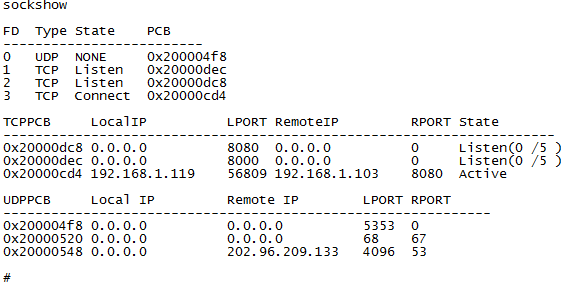 sockshow
FD  Type State    PCB
-------------------------
0   UDP  NONE     0x200004f8
1   TCP  Listen   0x20000dec
2   TCP  Listen   0x20000dc8
3   TCP  Connect  0x20000cd4
TCPPCB     LocalIP          LPORT RemoteIP         RPORT State
---------------------------------------------------------------------
0x20000dc8 0.0.0.0          8080  0.0.0.0          0     Listen(0 /5 )
0x20000dec 0.0.0.0          8000  0.0.0.0          0     Listen(0 /5 )
0x20000cd4 192.168.1.119    56809 192.168.1.103    8080  Active
UDPPCB     Local IP         Remote IP        LPORT RPORT
-------------------------------------------------------------
0x200004f8 0.0.0.0          0.0.0.0          5353  0
0x20000520 0.0.0.0          0.0.0.0          68    67
0x20000548 0.0.0.0          202.96.209.133   4096  53
#